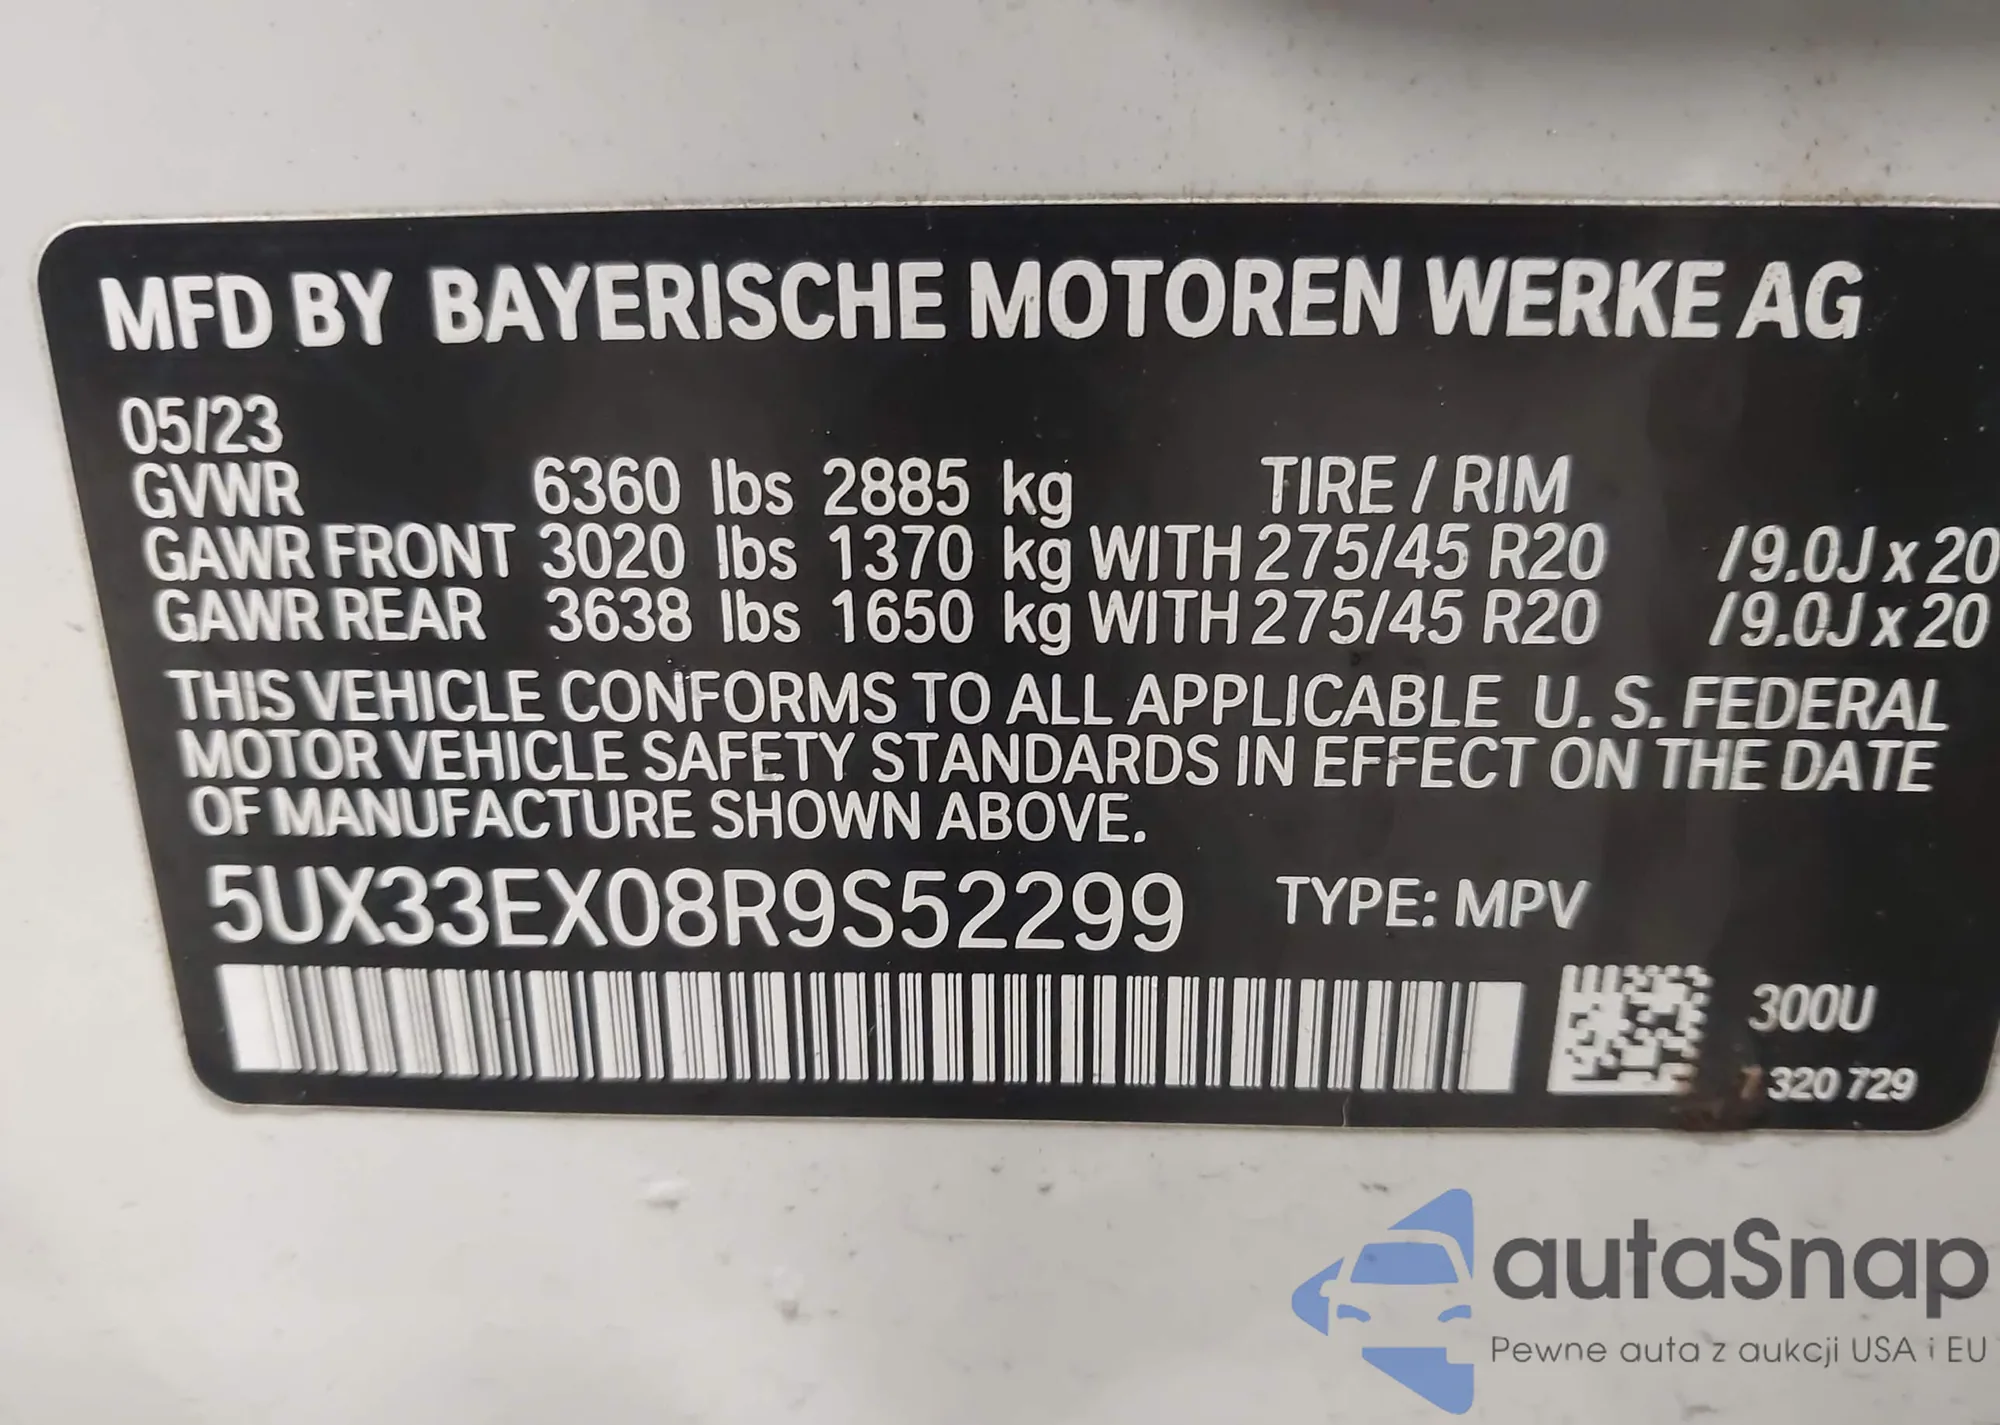 MFD BY BAYERISCHE MOTOREN WERKE AG
05/23
GVWR 6360 lbs 2885 kg TIRE / RIM
GAWR FRONT 3020 lbs 1370 kg WITH 275/45 R20 /9.0J x 20
GAWR REAR 3638 lbs 1650 kg WITH 275/45 R20 /9.0J x 20
THIS VEHICLE CONFORMS TO ALL APPLICABLE U. S. FEDERAL
MOTOR VEHICLE SAFETY STANDARDS IN EFFECT ON THE DATE
OF MANUFACTURE SHOWN ABOVE.
5UX33EX08R9S52299 TYPE: MPV
300U
7 320 729
autaSnap
Pewne auta z aukcji USA i EU